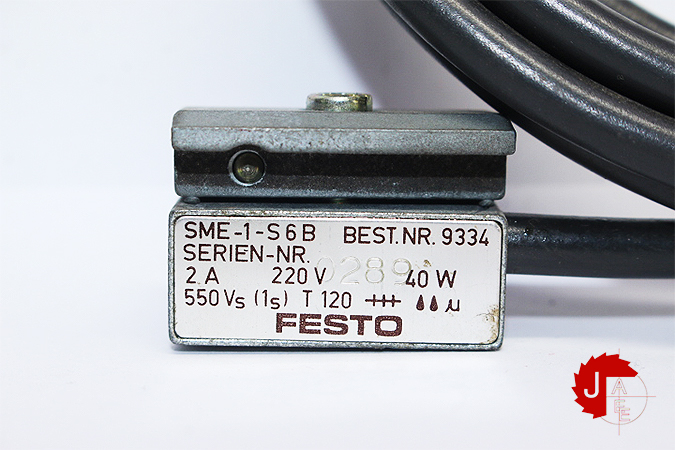 SME-1-S6B BEST.NR. 9334
SERIEN-NR. 0289
2 A 220 V 40 W
550 Vs (1s) T 120 µ
FESTO
J